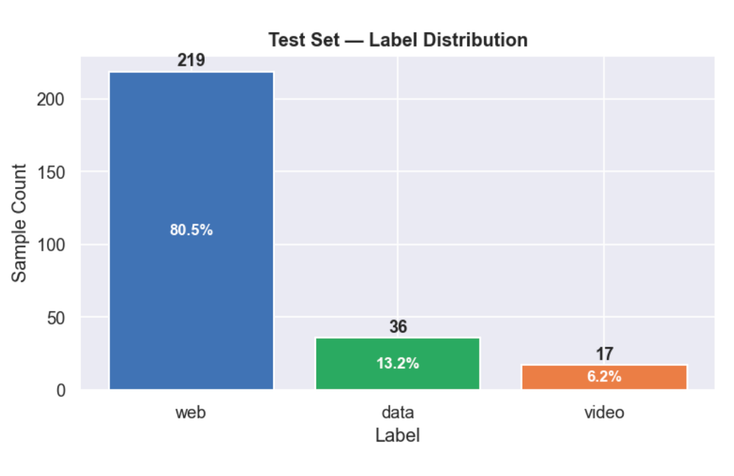 Test Set — Label Distribution
219
200
150
Sample Count
80.5%
100
50
36
13.2%
17
6.2%
0
web
data
video
Label